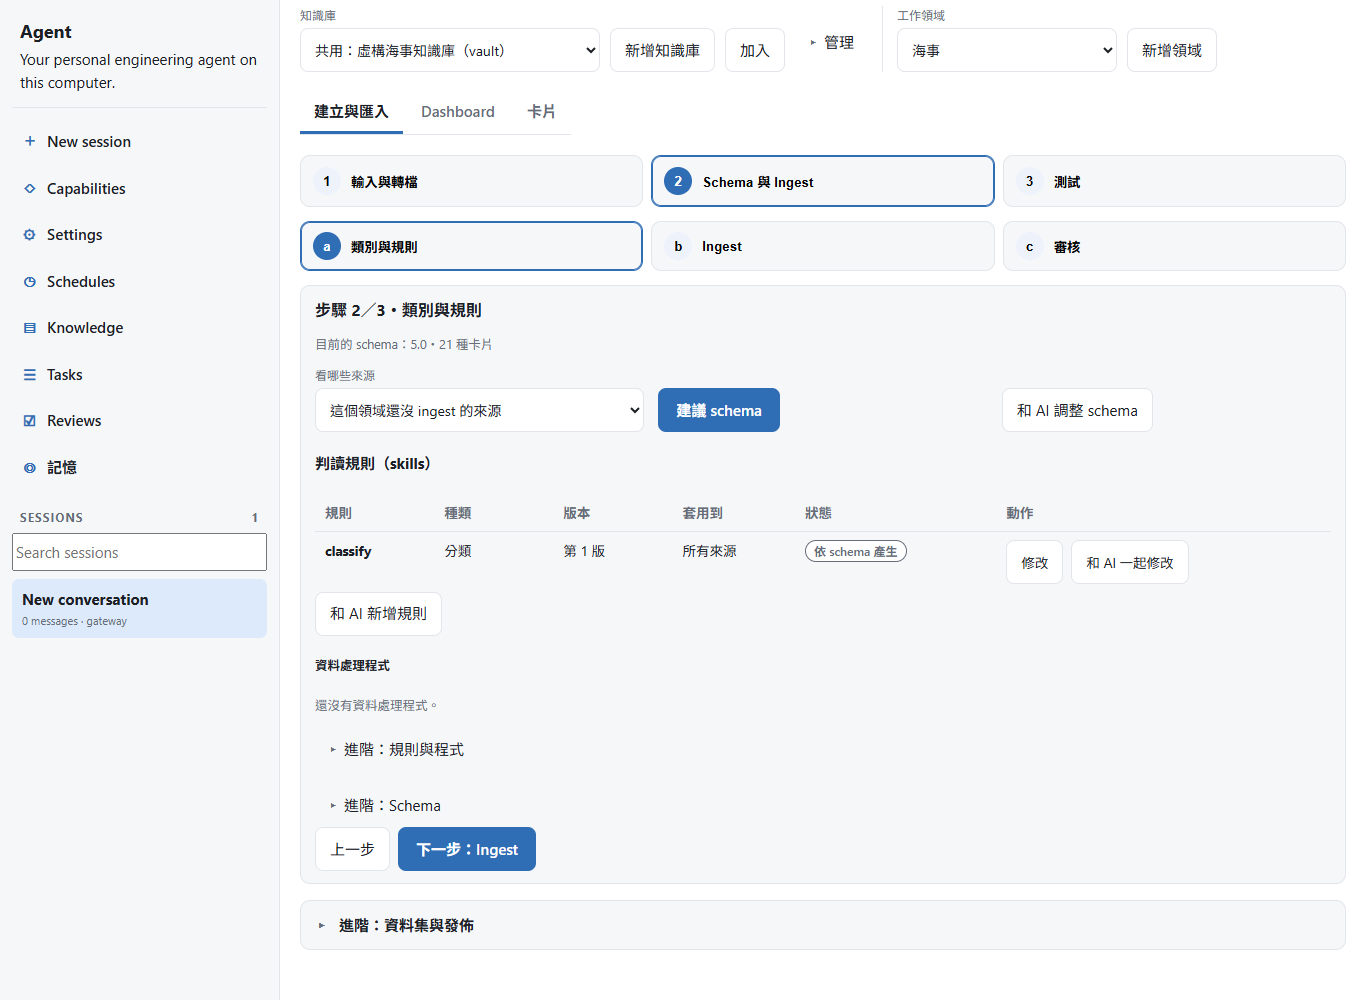 Agent
Your personal engineering agent on
this computer.
New session
Capabilities
Settings
Schedules
Knowledge
Tasks
Reviews
記憶
SESSIONS 1
Search sessions
New conversation
0 messages · gateway
知識庫
共用：虛構海事知識庫（vault）
新增知識庫
加入
管理
工作領域
海事
新增領域
建立與匯入 Dashboard 卡片
1 輸入與轉檔
2 Schema 與 Ingest
3 測試
a 類別與規則
b Ingest
c 審核
步驟 2／3・類別與規則
目前的 schema：5.0・21 種卡片
看哪些來源
這個領域還沒 ingest 的來源
建議 schema
和 AI 調整 schema
判讀規則（skills）
規則 種類 版本 套用到 狀態 動作
classify 分類 第 1 版 所有來源 依 schema 產生 修改 和 AI 一起修改
和 AI 新增規則
資料處理程式
還沒有資料處理程式。
進階：規則與程式
進階：Schema
上一步
下一步：Ingest
進階：資料集與發佈